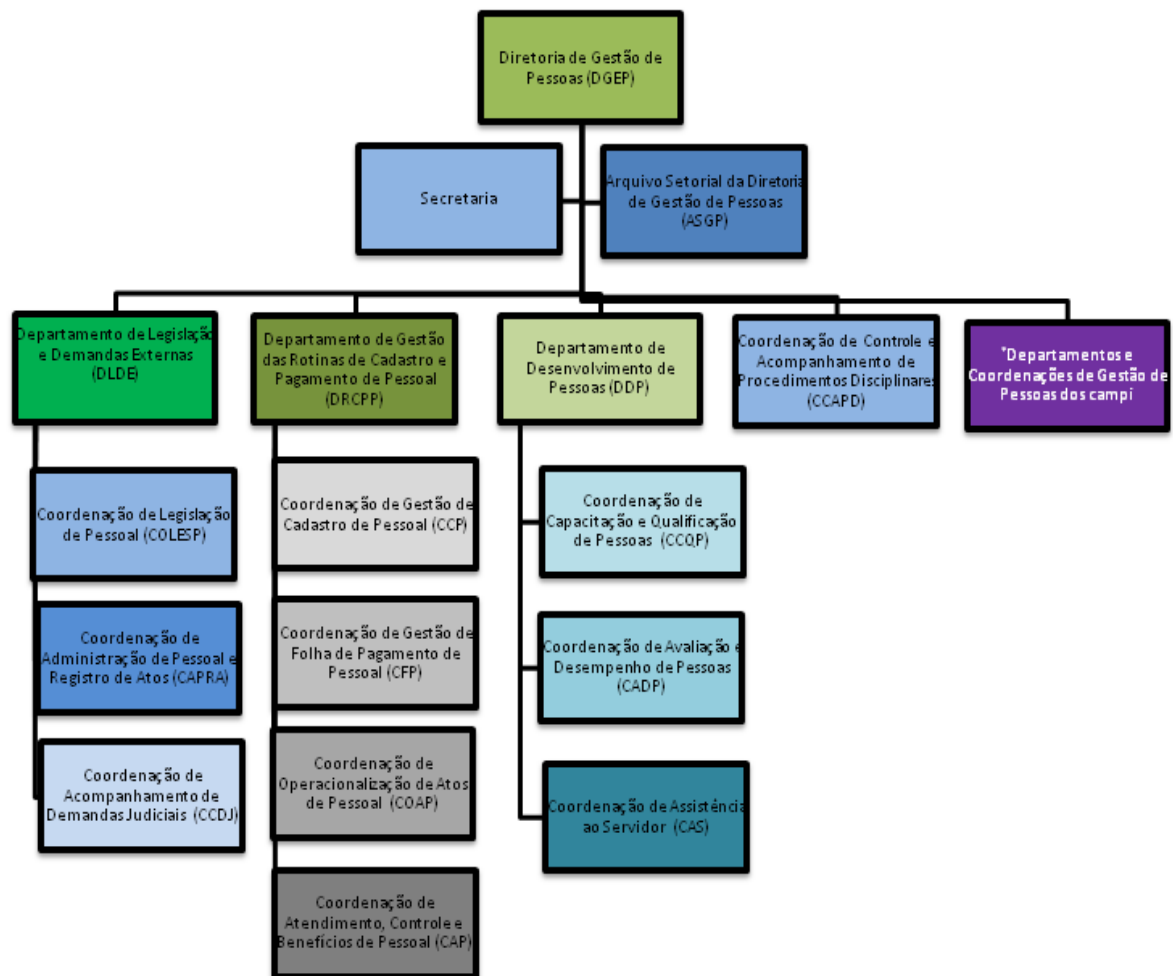 Diretoria de Gestão de
Pessoas (DGEP)
Secretaria
Arquivo Setorial da Diretoria
de Gestão de Pessoas
(ASGP)
Departamento de Legislação
e Demandas Externas
(DLDE)
Departamento de Gestão
das Rotinas de Cadastro e
Pagamento de Pessoal
(DRCPP)
Departamento de
Desenvolvimento de
Pessoas (DDP)
Coordenação de Controle e
Acompanhamento de
Procedimentos Disciplinares
(CCAPD)
*Departamentos e
Coordenações de Gestão de
Pessoas dos campi
Coordenação de Legislação
de Pessoal (COLESP)
Coordenação de
Administração de Pessoal e
Registro de Atos (CAPRA)
Coordenação de
Acompanhamento de
Demandas Judiciais (CCDJ)
Coordenação de Gestão de
Cadastro de Pessoal (CCP)
Coordenação de Gestão de
Folha de Pagamento de
Pessoal (CFP)
Coordenação de
Operacionalização de Atos
de Pessoal (COAP)
Coordenação de
Atendimento, Controle e
Benefícios de Pessoal (CAP)
Coordenação de
Capacitação e Qualificação
de Pessoas (CCQP)
Coordenação de Avaliação e
Desempenho de Pessoas
(CADP)
Coordenação de Assistência
ao Servidor (CAS)